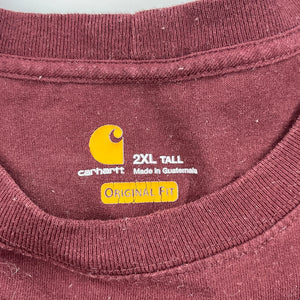 carhartt
2XL TALL
Made in Guatemala
ORIGINAL FIT